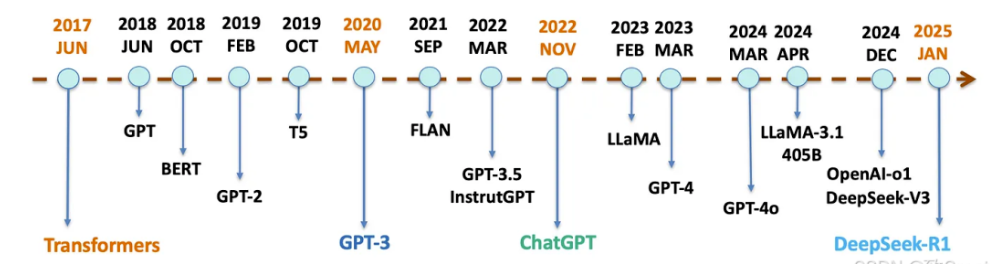 2017 JUN
2018 JUN
2018 OCT
2019 FEB
2019 OCT
2020 MAY
2021 SEP
2022 MAR
2022 NOV
2023 FEB
2023 MAR
2024 MAR
2024 APR
2024 DEC
2025 JAN
GPT
BERT
GPT-2
T5
FLAN
GPT-3.5
InstrutGPT
LLaMA
GPT-4
GPT-4o
LLaMA-3.1
405B
OpenAI-o1
DeepSeek-V3
Transformers
GPT-3
ChatGPT
DeepSeek-R1